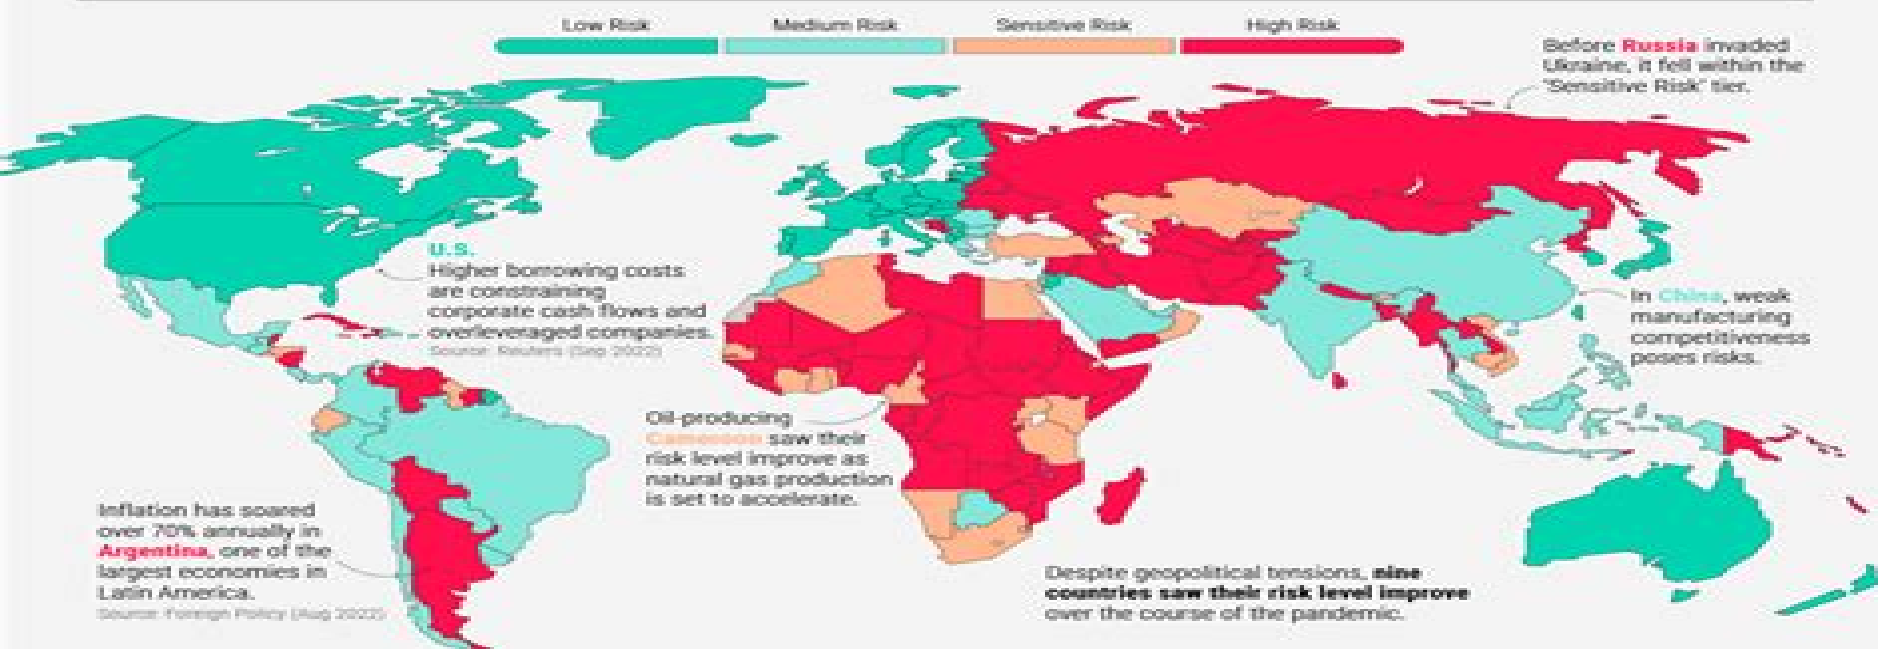 Low Risk
Medium Risk
Sensitive Risk
High Risk
Before Russia invaded
Ukraine, it fell within the
"Sensitive Risk" tier.
U.S.
Higher borrowing costs
are constraining
corporate cash flows and
overleveraged companies.
Source: Reuters (Sep 2022)
In China, weak
manufacturing
competitiveness
poses risks.
Oil-producing
Cameroon saw their
risk level improve as
natural gas production
is set to accelerate.
Inflation has soared
over 70% annually in
Argentina, one of the
largest economies in
Latin America.
Source: Foreign Policy (Aug 2022)
Despite geopolitical tensions, nine
countries saw their risk level improve
over the course of the pandemic.